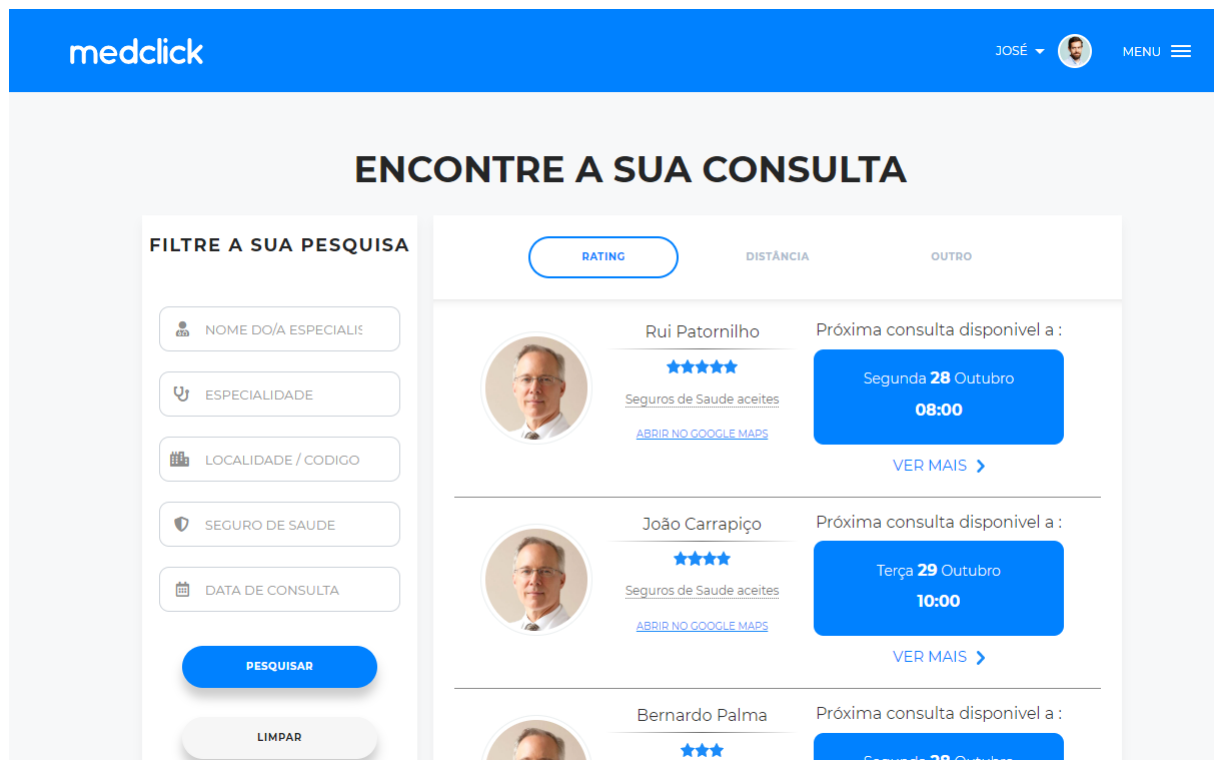 medclick
JOSÉ
MENU
ENCONTRE A SUA CONSULTA
FILTRE A SUA PESQUISA
NOME DO/A ESPECIALIS
ESPECIALIDADE
LOCALIDADE / CODIGO
SEGURO DE SAUDE
DATA DE CONSULTA
PESQUISAR
LIMPAR
RATING
DISTÂNCIA
OUTRO
Rui Patornilho
Seguros de Saude aceites
ABRIR NO GOOGLE MAPS
Próxima consulta disponivel a :
Segunda 28 Outubro
08:00
VER MAIS
João Carrapiço
Seguros de Saude aceites
ABRIR NO GOOGLE MAPS
Próxima consulta disponivel a :
Terça 29 Outubro
10:00
VER MAIS
Bernardo Palma
Próxima consulta disponivel a :
Segunda 28 Outubro